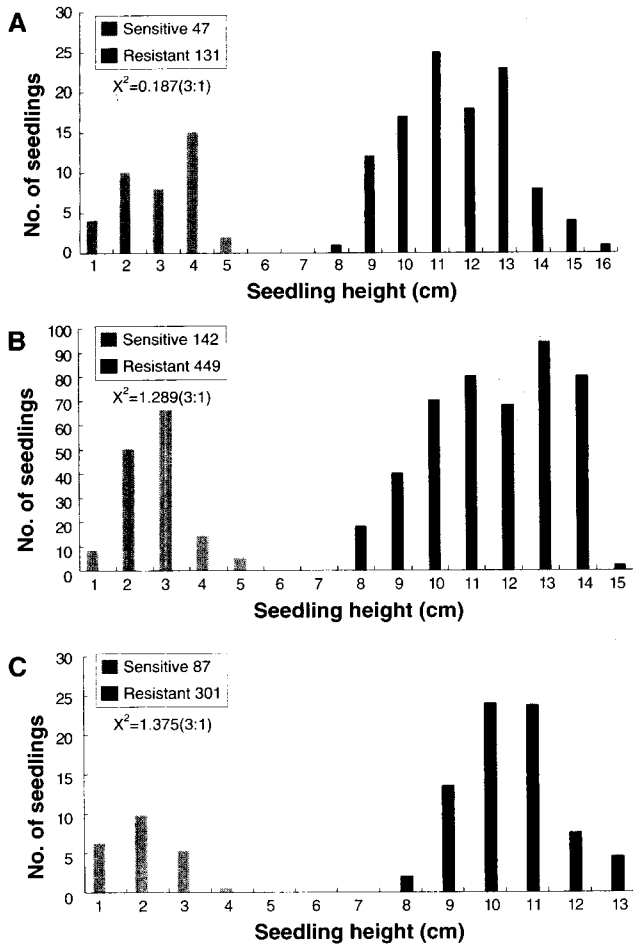 A
30
25
20
15
10
5
0
No. of seedlings
Sensitive 47
Resistant 131
X²=0.187(3:1)
1 2 3 4 5 6 7 8 9 10 11 12 13 14 15 16
Seedling height (cm)
B
100
90
80
70
60
50
40
30
20
10
0
No. of seedlings
Sensitive 142
Resistant 449
X²=1.289(3:1)
1 2 3 4 5 6 7 8 9 10 11 12 13 14 15
Seedling height (cm)
C
30
25
20
15
10
5
0
No. of seedlings
Sensitive 87
Resistant 301
X²=1.375(3:1)
1 2 3 4 5 6 7 8 9 10 11 12 13
Seedling height (cm)